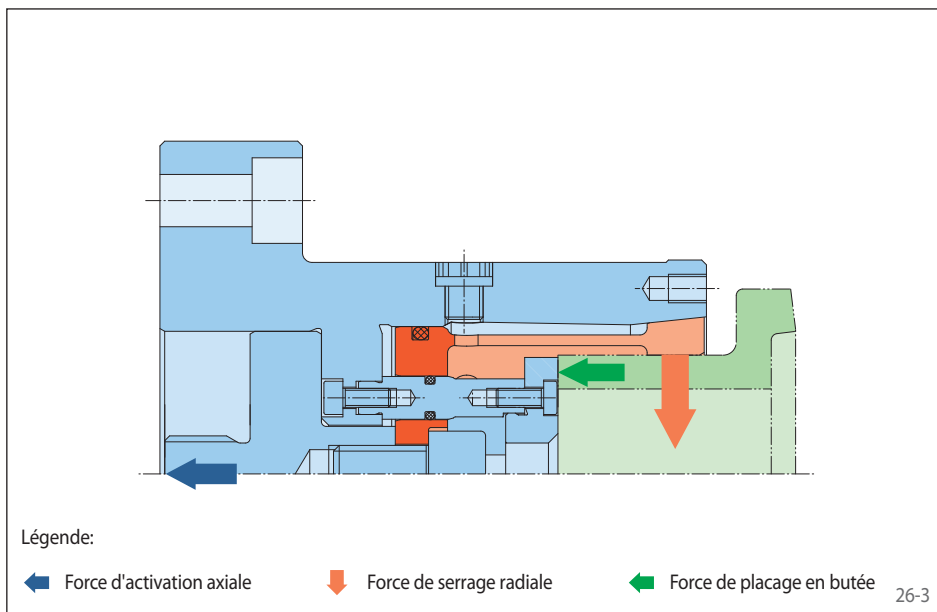 Légende:
Force d'activation axiale
Force de serrage radiale
Force de placage en butée
26-3